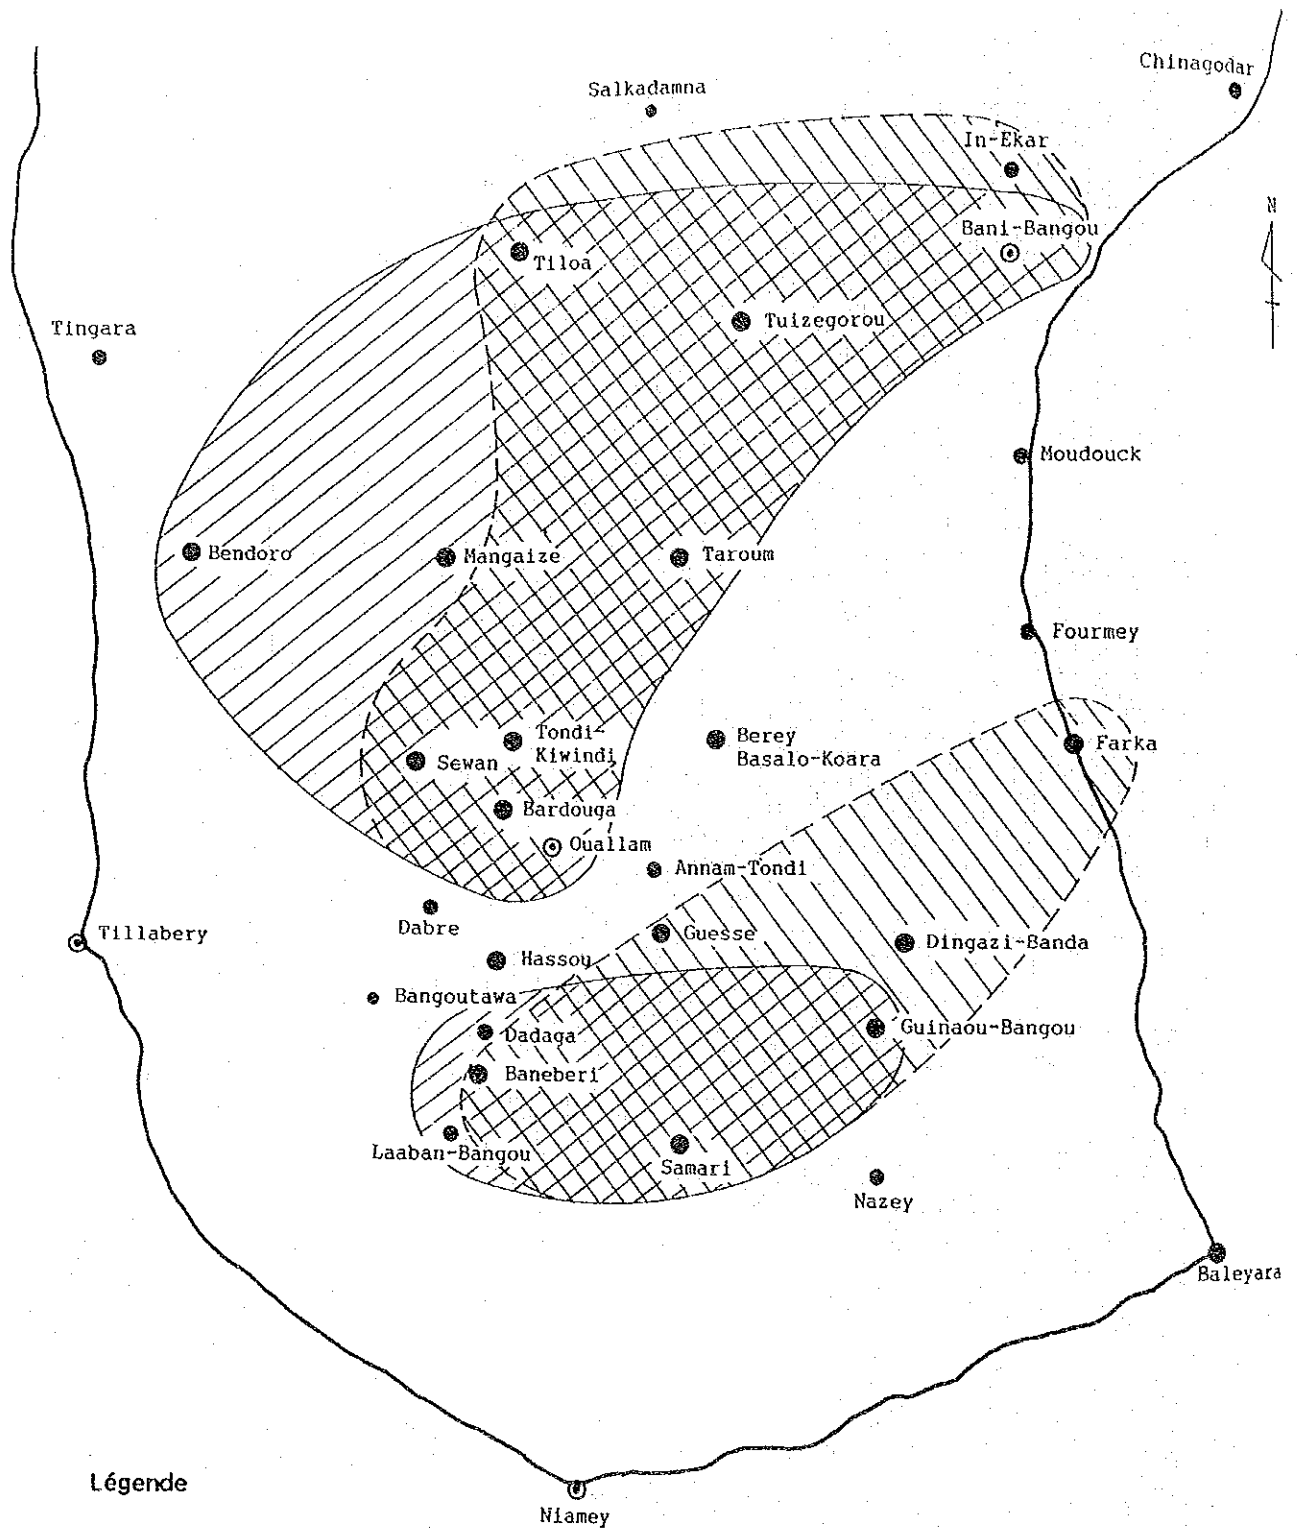 Chinagodar
Salkadamna
In-Ekar
N
Bani-Bangou
Tiloa
Tuizegorou
Tingara
Moudouck
Bendoro
Mangaize
Taroum
Fourmey
Tondi-
Kiwindi
Berey
Basalo-Koara
Farka
Sewan
Bardouga
Ouallam
Annam-Tondi
Dabre
Tillabery
Guesse
Dingazi-Banda
Hassou
Bangoutawa
Dadaga
Guinaou-Bangou
Baneberi
Laaban-Bangou
Samari
Nazey
Baleyara
Légende
Niamey